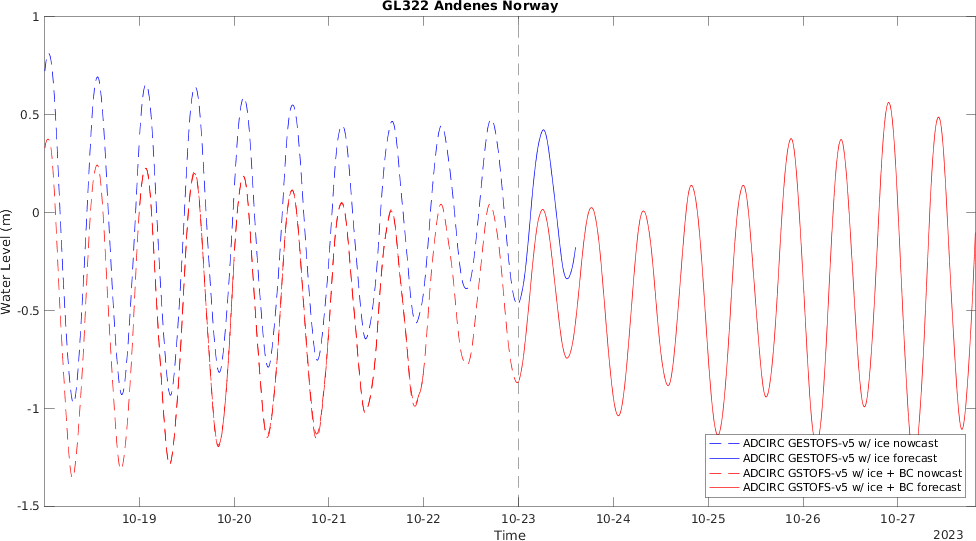 GL322 Andenes Norway
1
0.5
0
-0.5
-1
-1.5
Water Level (m)
ADCIRC GESTOFS-v5 w/ ice nowcast
ADCIRC GESTOFS-v5 w/ ice forecast
ADCIRC GSTOFS-v5 w/ ice + BC nowcast
ADCIRC GSTOFS-v5 w/ ice + BC forecast
10-19 10-20 10-21 10-22 10-23 10-24 10-25 10-26 10-27
Time
2023